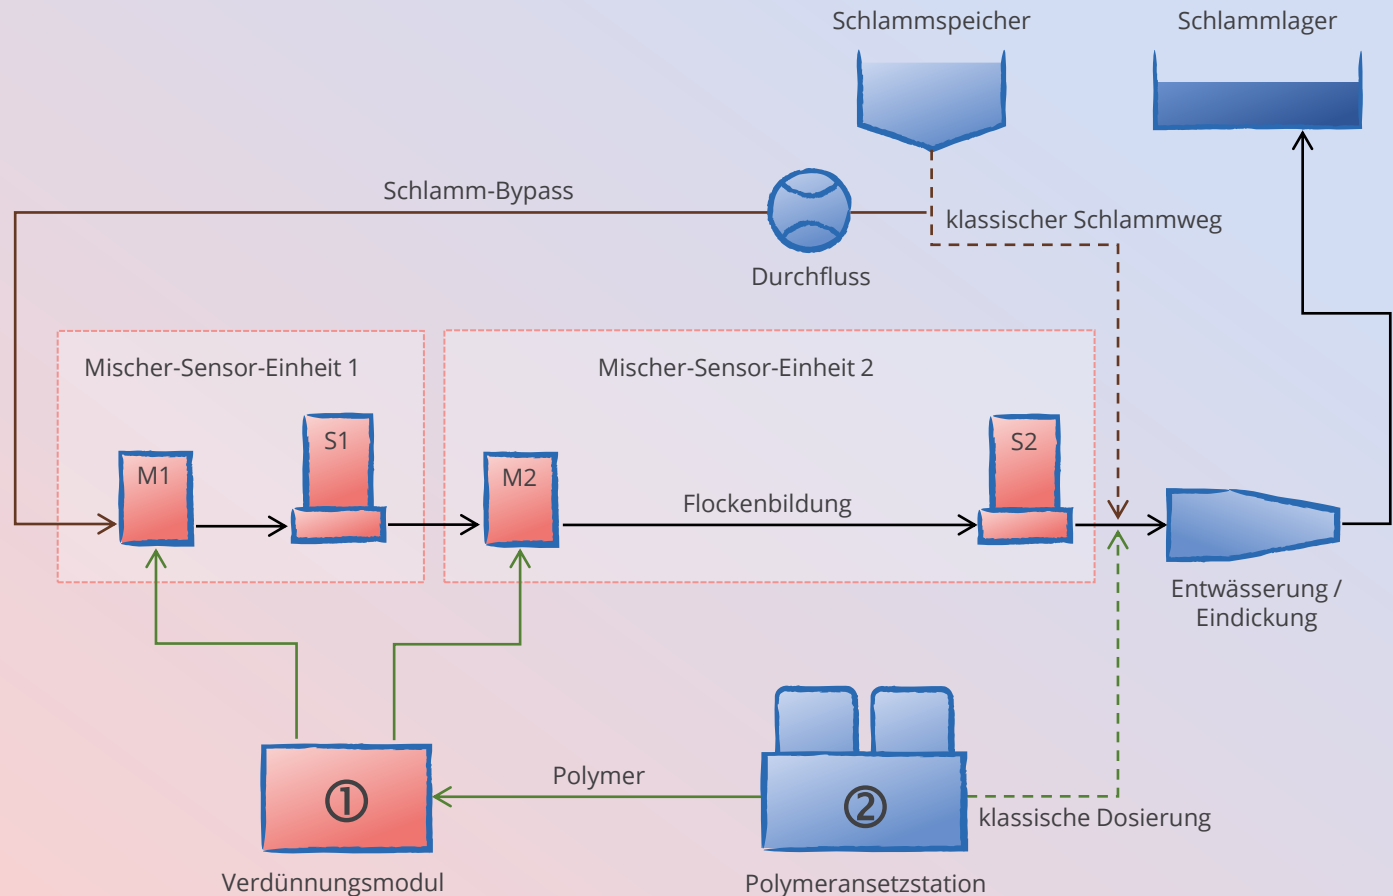 Schlammspeicher
Schlammlager
Schlamm-Bypass
klassischer Schlammweg
Durchfluss
Mischer-Sensor-Einheit 1
Mischer-Sensor-Einheit 2
M1
S1
M2
Flockenbildung
S2
Entwässerung /
Eindickung
①
Polymer
②
klassische Dosierung
Verdünnungsmodul
Polymeransetzstation